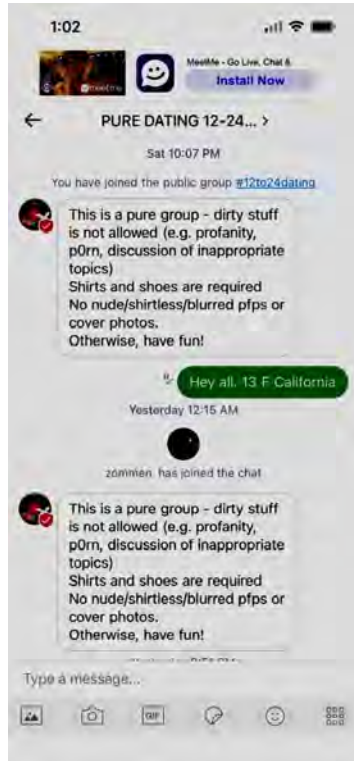 1:02
MeetMe - Go Live, Chat &
Install Now
PURE DATING 12-24... >
Sat 10:07 PM
You have joined the public group #12to24dating
This is a pure group - dirty stuff
is not allowed (e.g. profanity,
p0rn, discussion of inappropriate
topics)
Shirts and shoes are required
No nude/shirtless/blurred pfps or
cover photos.
Otherwise, have fun!
Hey all. 13 F California
Yesterday 12:15 AM
zommen has joined the chat
This is a pure group - dirty stuff
is not allowed (e.g. profanity,
p0rn, discussion of inappropriate
topics)
Shirts and shoes are required
No nude/shirtless/blurred pfps or
cover photos.
Otherwise, have fun!
Type a message...
GIF